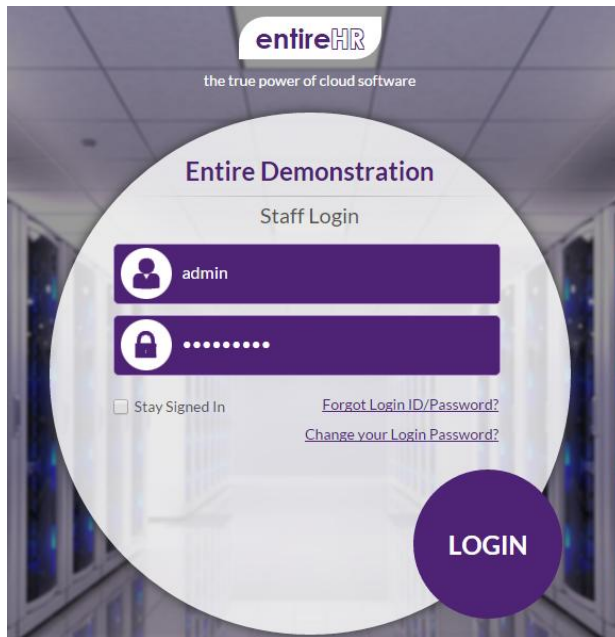 entireHR
the true power of cloud software
Entire Demonstration
Staff Login
admin
•••••••••
Stay Signed In
Forgot Login ID/Password?
Change your Login Password?
LOGIN